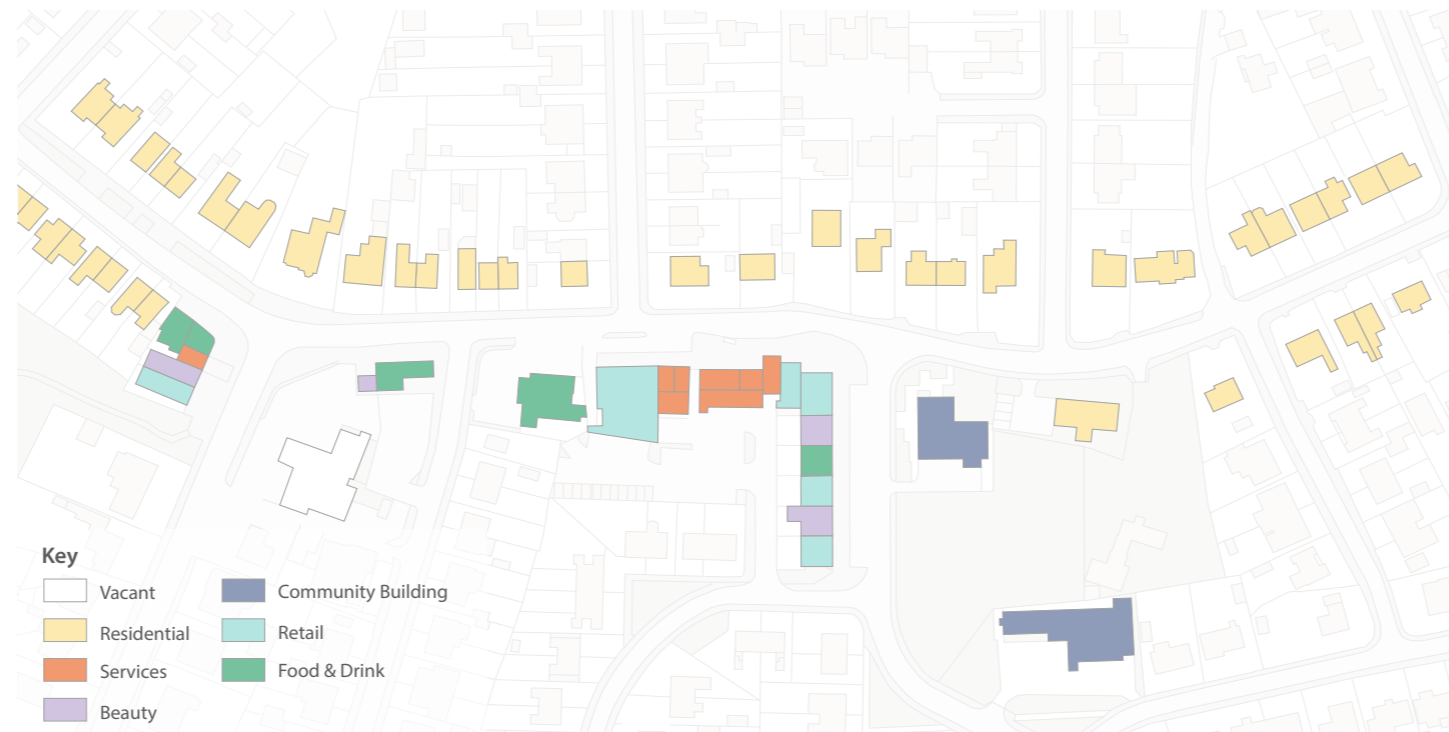 Key
Vacant
Residential
Services
Beauty
Community Building
Retail
Food & Drink